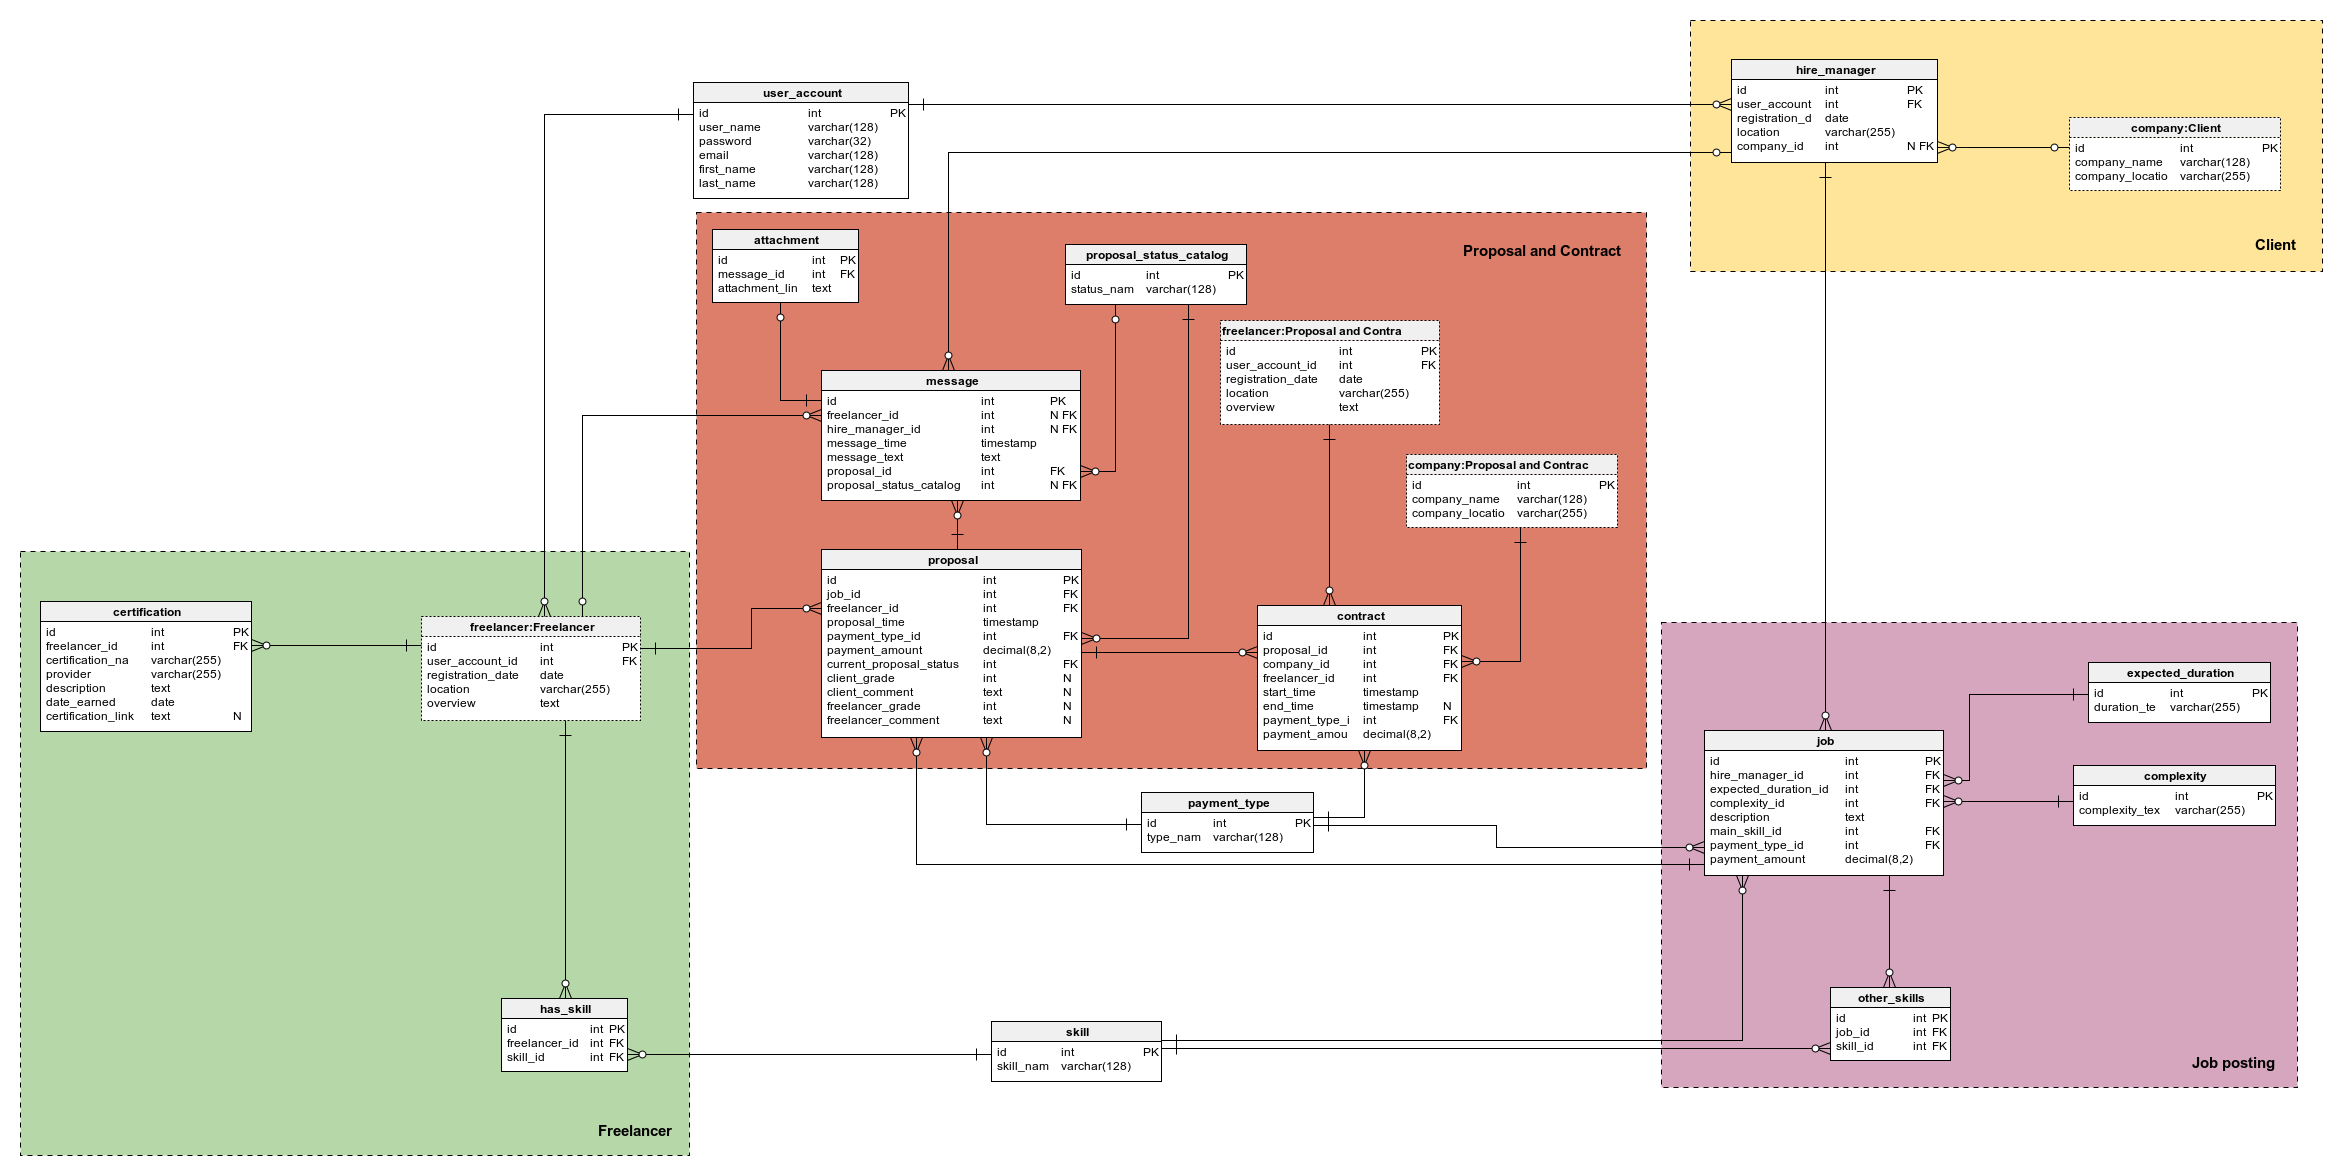 user_account
id int PK
user_name varchar(128)
password varchar(32)
email varchar(128)
first_name varchar(128)
last_name varchar(128)
hire_manager
id int PK
user_account int FK
registration_d date
location varchar(255)
company_id int N FK
company:Client
id int PK
company_name varchar(128)
company_locatio varchar(255)
Client
Proposal and Contract
attachment
id int PK
message_id int FK
attachment_lin text
proposal_status_catalog
id int PK
status_nam varchar(128)
freelancer:Proposal and Contra
id int PK
user_account_id int FK
registration_date date
location varchar(255)
overview text
message
id int PK
freelancer_id int N FK
hire_manager_id int N FK
message_time timestamp
message_text text
proposal_id int FK
proposal_status_catalog int N FK
company:Proposal and Contrac
id int PK
company_name varchar(128)
company_locatio varchar(255)
proposal
id int PK
job_id int FK
freelancer_id int FK
proposal_time timestamp
payment_type_id int FK
payment_amount decimal(8,2)
current_proposal_status int FK
client_grade int N
client_comment text N
freelancer_grade int N
freelancer_comment text N
contract
id int PK
proposal_id int FK
company_id int FK
freelancer_id int FK
start_time timestamp
end_time timestamp N
payment_type_i int FK
payment_amou decimal(8,2)
certification
id int PK
freelancer_id int FK
certification_na varchar(255)
provider varchar(255)
description text
date_earned date
certification_link text N
freelancer:Freelancer
id int PK
user_account_id int FK
registration_date date
location varchar(255)
overview text
expected_duration
id int PK
duration_te varchar(255)
job
id int PK
hire_manager_id int FK
expected_duration_id int FK
complexity_id int FK
description text
main_skill_id int FK
payment_type_id int FK
payment_amount decimal(8,2)
complexity
id int PK
complexity_tex varchar(255)
payment_type
id int PK
type_nam varchar(128)
has_skill
id int PK
freelancer_id int FK
skill_id int FK
skill
id int PK
skill_nam varchar(128)
other_skills
id int PK
job_id int FK
skill_id int FK
Job posting
Freelancer